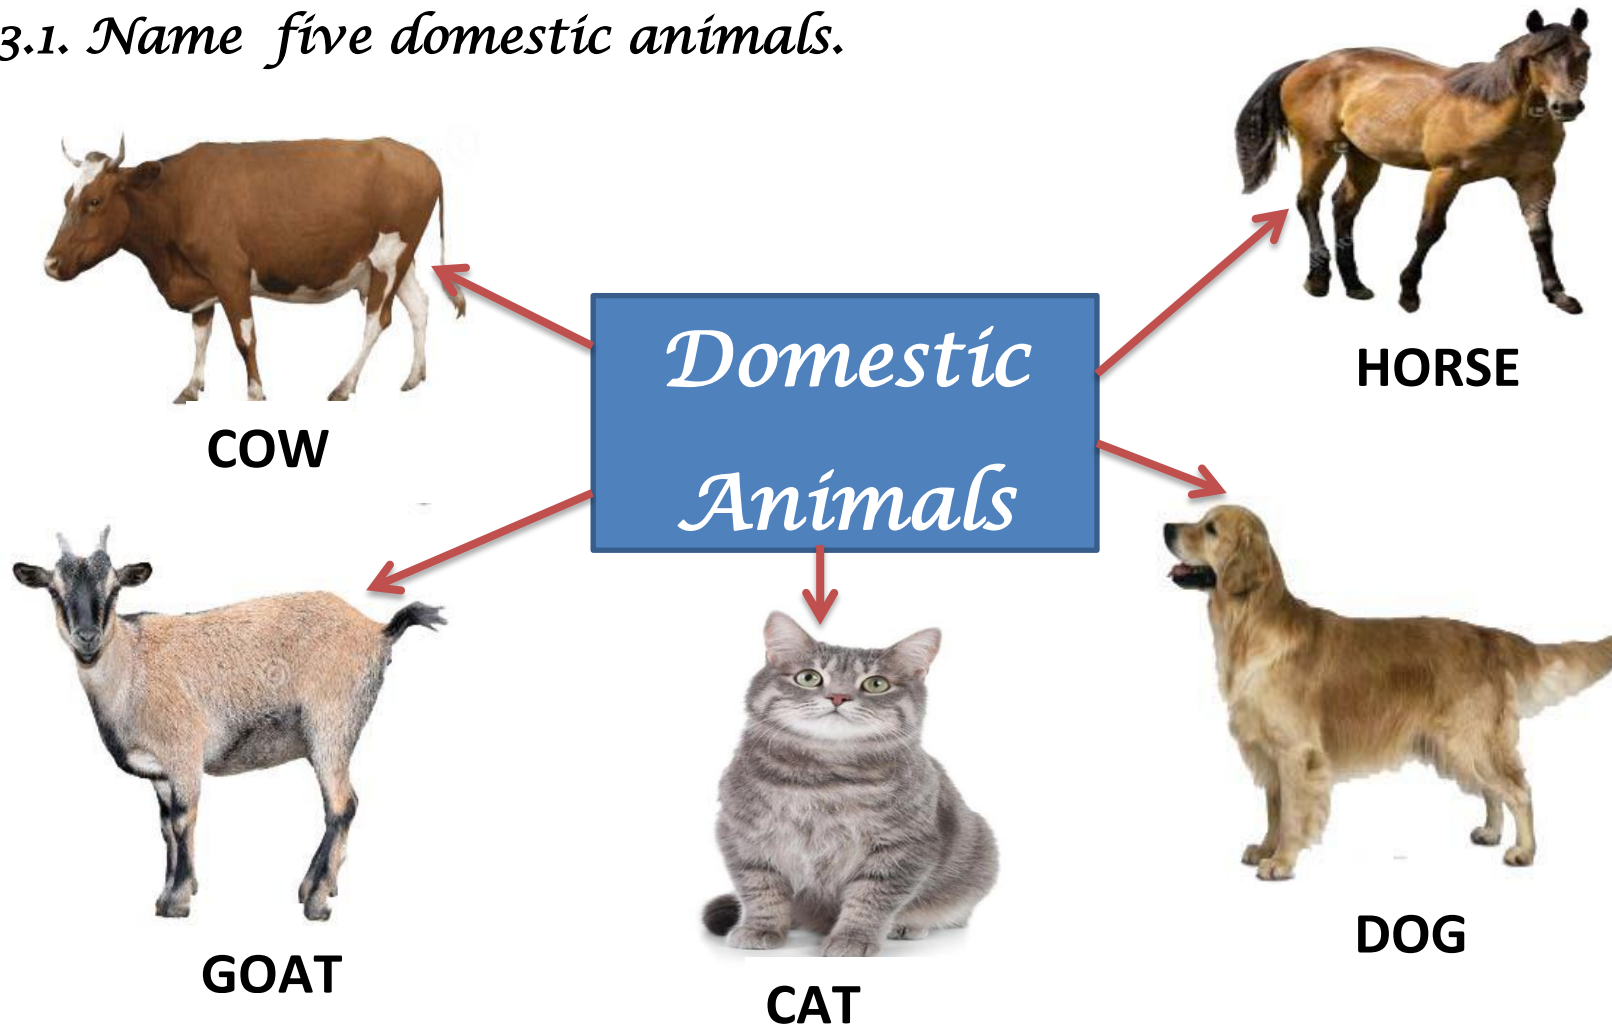 3.1. Name five domestic animals.
HORSE
Domestic
Animals
COW
GOAT
CAT
DOG